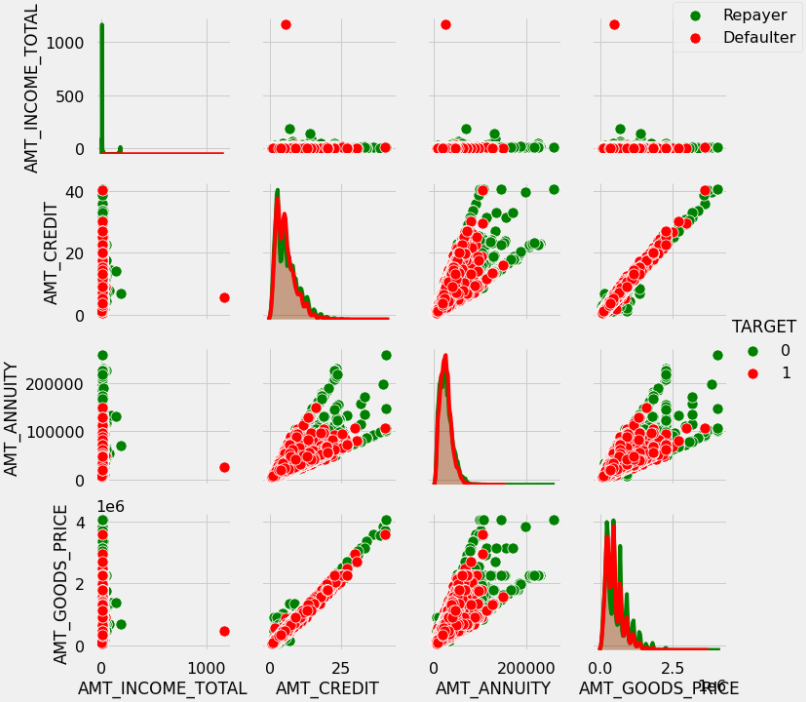 Repayer
Defaulter
AMT_INCOME_TOTAL
1000
500
0
AMT_CREDIT
40
20
0
TARGET
0
1
AMT_ANNUITY
200000
100000
0
1e6
AMT_GOODS_PRICE
4
2
0
0 1000
0 25
0 200000
0.0 2.5
AMT_INCOME_TOTAL AMT_CREDIT AMT_ANNUITY AMT_GOODS_PRICE
1e6